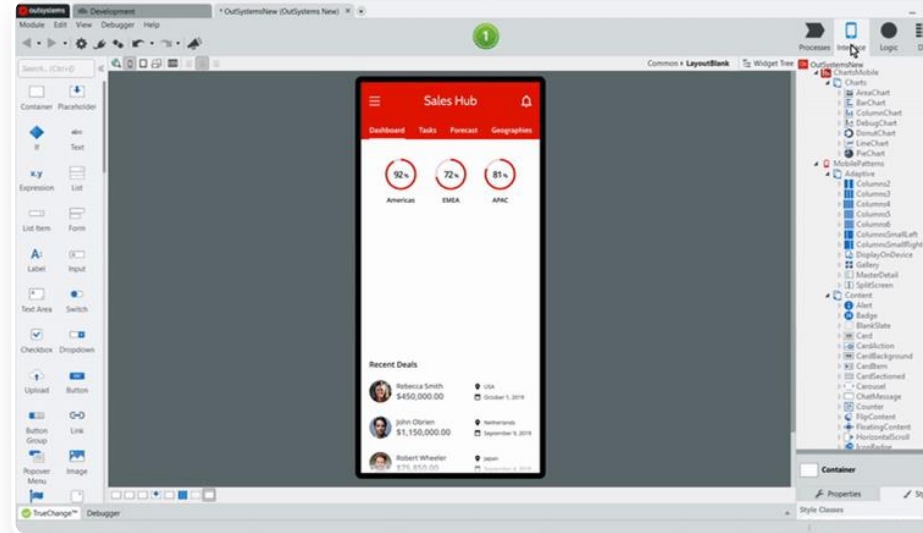 outsystems
Development
* OutSystemsNew (OutSystems New)
Module Edit View Debugger Help
1
Processes Interface Logic
Search... (Ctrl+J)
Common › LayoutBlank
Widget Tree
Container Placeholder
If Text
abc
x.y
Expression List
List Item Form
Label Input
Text Area Switch
Checkbox Dropdown
Upload Button
Button Group
Link
Popover Menu
Image
Sales Hub
Dashboard Tasks Forecast Geographies
92% 72% 81%
Americas EMEA APAC
Recent Deals
Rebecca Smith USA
$450,000.00 October 1, 2019
John Obrien Netherlands
$1,150,000.00 September 9, 2019
Robert Wheeler Japan
OutSystemsNew
ChartsMobile
Charts
AreaChart
BarChart
ColumnChart
DebugChart
DonutChart
LineChart
PieChart
MobilePatterns
Adaptive
Columns2
Columns3
Columns4
Columns5
Columns6
ColumnsSmallLeft
ColumnsSmallRight
DisplayOnDevice
Gallery
MasterDetail
SplitScreen
Content
Alert
Badge
BlankSlate
Card
CardAction
CardBackground
CardItem
CardSectioned
Carousel
ChatMessage
Counter
FlipContent
FloatingContent
HorizontalScroll
IconBadge
Container
Properties
Style Classes
TrueChange™ Debugger